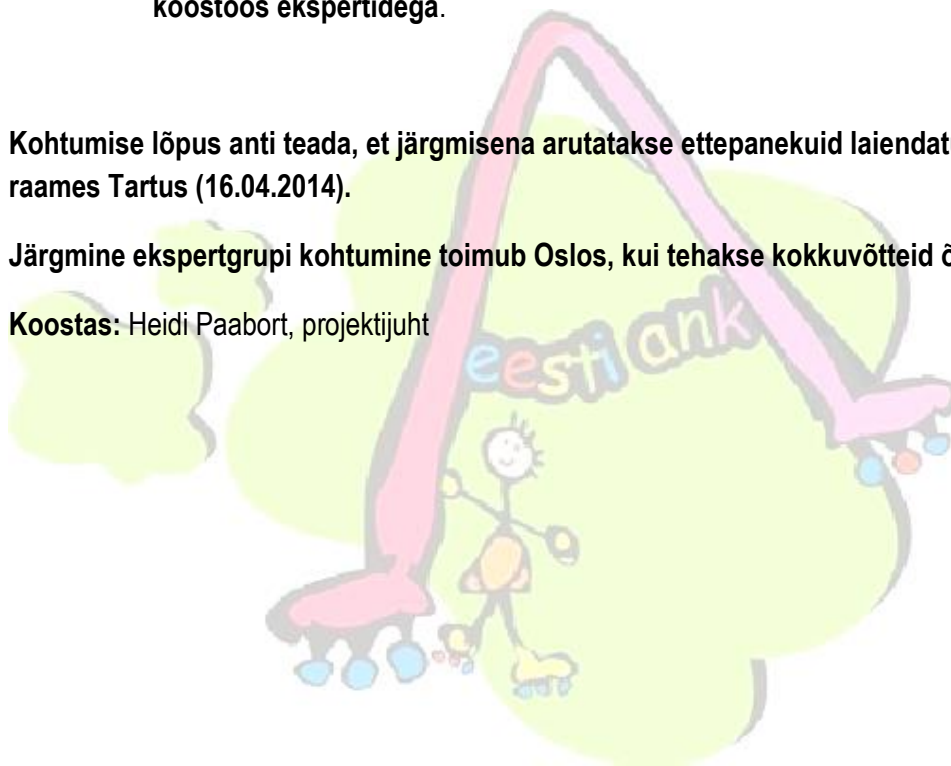 koostöös ekspertidega.
Kohtumise lõpus anti teada, et järgmisena arutatakse ettepanekuid laiendat
raames Tartus (16.04.2014).
Järgmine ekspertgrupi kohtumine toimub Oslos, kui tehakse kokkuvõtteid õ
Koostas: Heidi Paabort, projektijuht
eesti ank